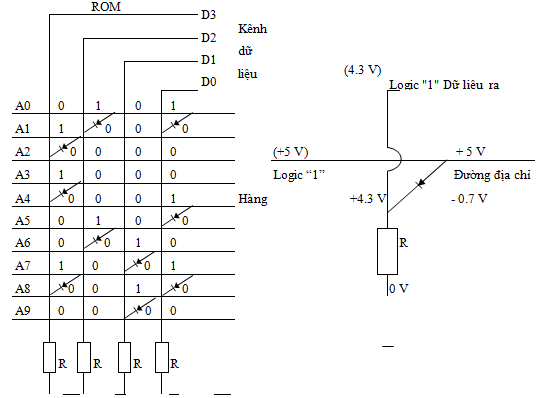 ROM
D3
D2
D1
D0
Kênh
dữ
liệu
A0 0 1 0 1
A1 1 0 0 0
A2 0 0 0 0
A3 1 0 0 0
A4 0 0 0 1
A5 0 1 0 0
A6 0 0 1 0
A7 1 0 0 1
A8 0 0 1 0
A9 0 0 0 0
Hàng
R R R R
(4.3 V)
Logic "1" Dữ liêu ra
(+5 V) + 5 V
Logic “1” Đường địa chỉ
+4.3 V - 0.7 V
R
0 V